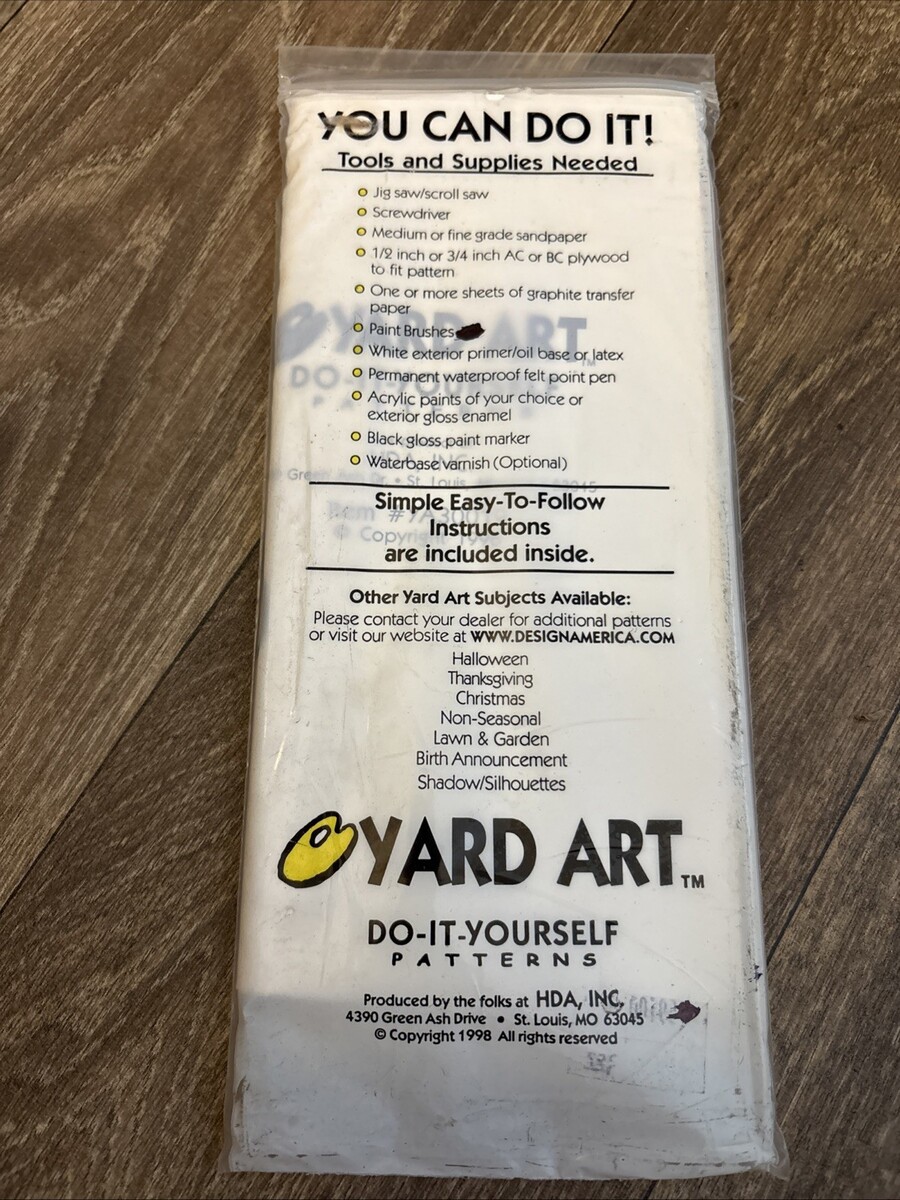 YOU CAN DO IT!
Tools and Supplies Needed
Jig saw/scroll saw
Screwdriver
Medium or fine grade sandpaper
1/2 inch or 3/4 inch AC or BC plywood
to fit pattern
One or more sheets of graphite transfer
paper
Paint Brushes
White exterior primer/oil base or latex
Permanent waterproof felt point pen
Acrylic paints of your choice or
exterior gloss enamel
Black gloss paint marker
Waterbase varnish (Optional)
Simple Easy-To-Follow
Instructions
are included inside.
Other Yard Art Subjects Available:
Please contact your dealer for additional patterns
or visit our website at WWW.DESIGNAMERICA.COM
Halloween
Thanksgiving
Christmas
Non-Seasonal
Lawn & Garden
Birth Announcement
Shadow/Silhouettes
YARD ART™
DO-IT-YOURSELF
PATTERNS
Produced by the folks at HDA, INC.
4390 Green Ash Drive • St. Louis, MO 63045
© Copyright 1998 All rights reserved